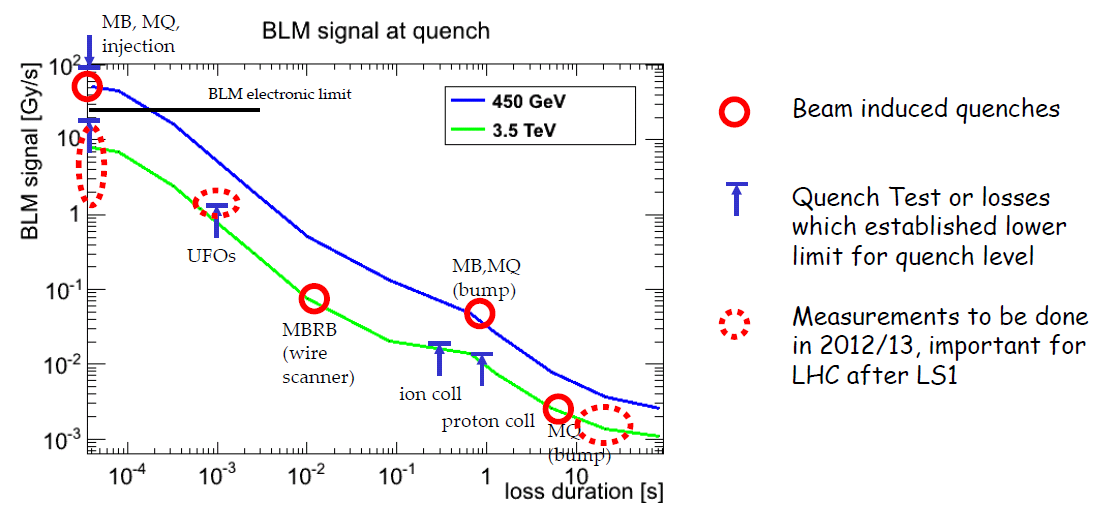 MB, MQ,
injection
BLM signal at quench
BLM signal [Gy/s]
10²
10
1
10⁻¹
10⁻²
10⁻³
BLM electronic limit
450 GeV
3.5 TeV
UFOs
MBRB
(wire
scanner)
MB,MQ
(bump)
ion coll
proton coll
MQ
(bump)
10⁻⁴
10⁻³
10⁻²
10⁻¹
1
10
loss duration [s]
Beam induced quenches
Quench Test or losses
which established lower
limit for quench level
Measurements to be done
in 2012/13, important for
LHC after LS1